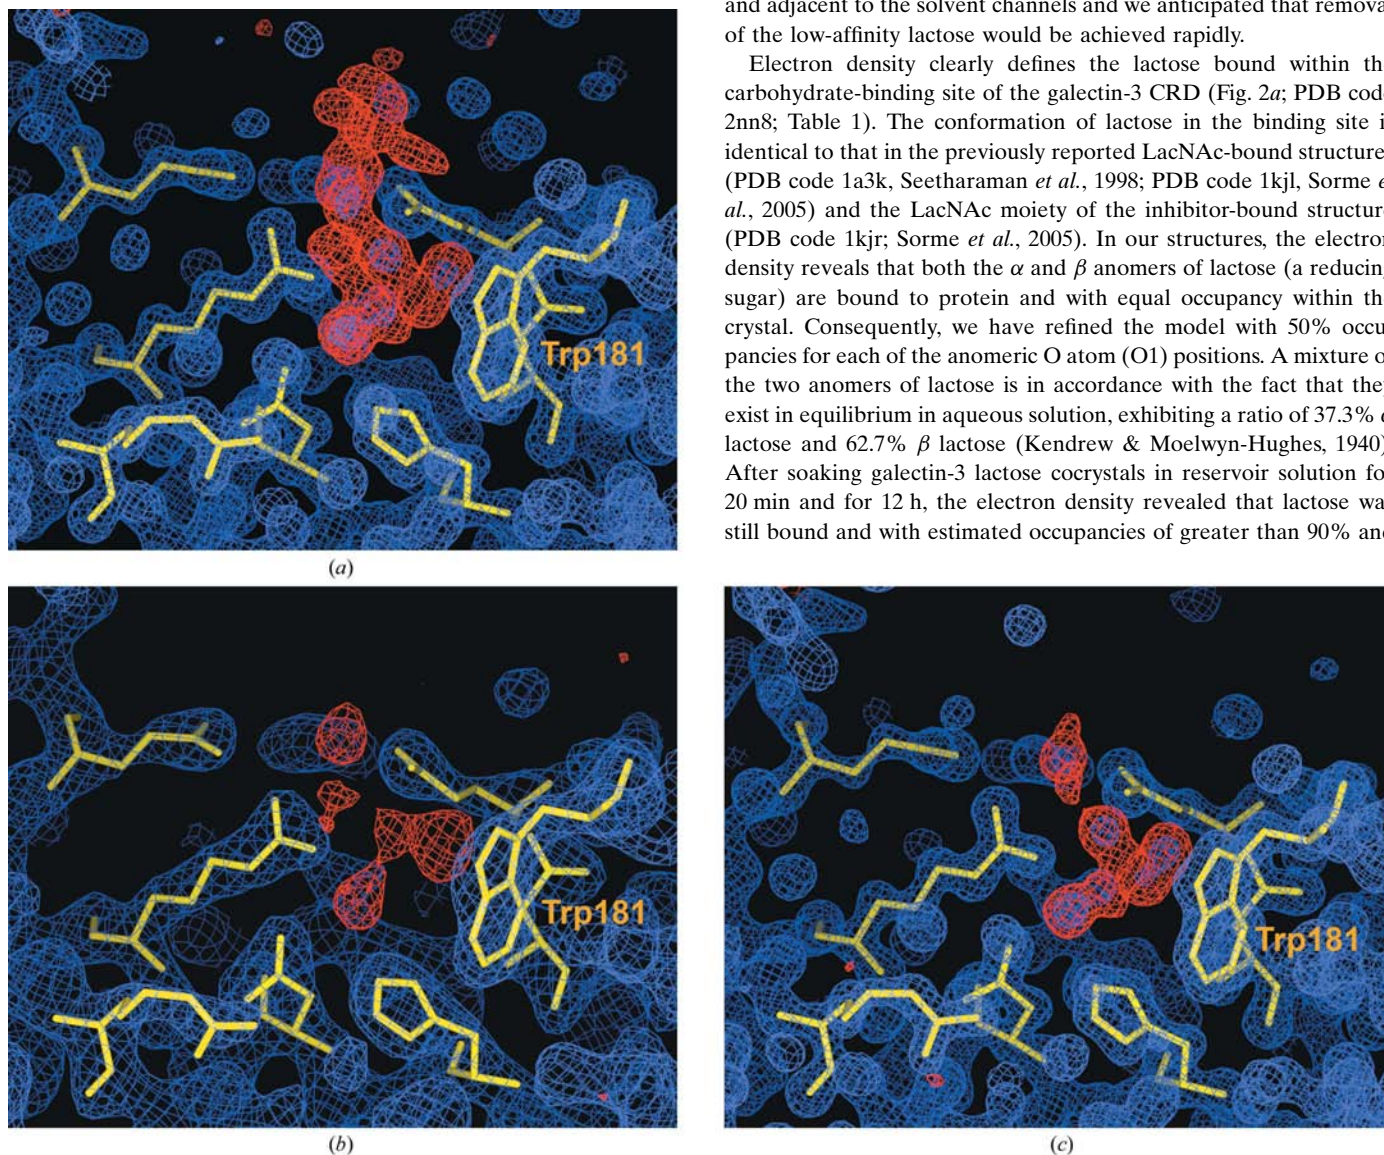 and adjacent to the solvent channels and we anticipated that remova
of the low-affinity lactose would be achieved rapidly.
Electron density clearly defines the lactose bound within th
carbohydrate-binding site of the galectin-3 CRD (Fig. 2a; PDB code
2nn8; Table 1). The conformation of lactose in the binding site i
identical to that in the previously reported LacNAc-bound structure
(PDB code 1a3k, Seetharaman et al., 1998; PDB code 1kjl, Sorme e
al., 2005) and the LacNAc moiety of the inhibitor-bound structure
(PDB code 1kjr; Sorme et al., 2005). In our structures, the electron
density reveals that both the α and β anomers of lactose (a reducing
sugar) are bound to protein and with equal occupancy within th
crystal. Consequently, we have refined the model with 50% occu
pancies for each of the anomeric O atom (O1) positions. A mixture o
the two anomers of lactose is in accordance with the fact that they
exist in equilibrium in aqueous solution, exhibiting a ratio of 37.3% α
lactose and 62.7% β lactose (Kendrew & Moelwyn-Hughes, 1940)
After soaking galectin-3 lactose cocrystals in reservoir solution fo
20 min and for 12 h, the electron density revealed that lactose wa
still bound and with estimated occupancies of greater than 90% and
Trp181
(a)
Trp181
(b)
Trp181
(c)